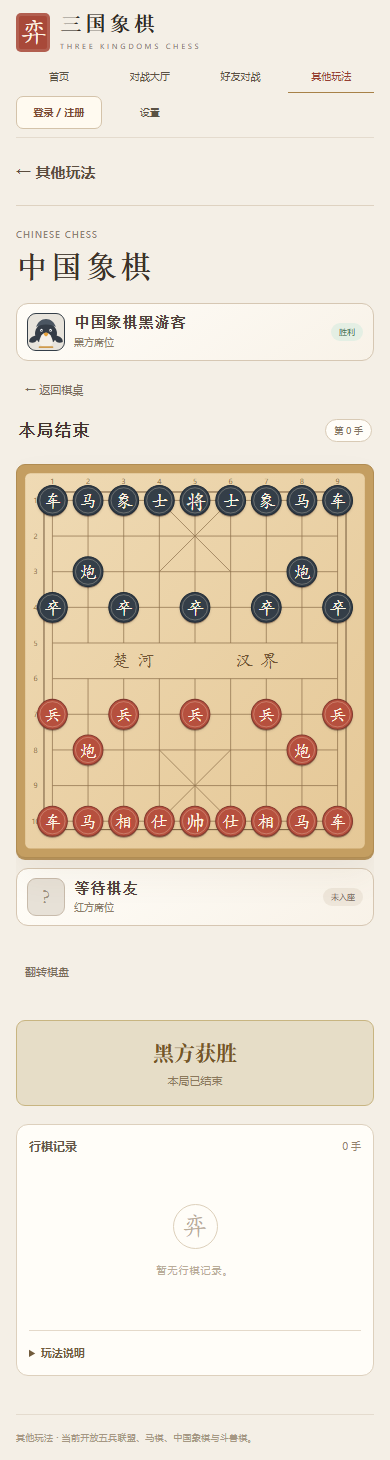 弈 三国象棋
THREE KINGDOMS CHESS
首页 对战大厅 好友对战 其他玩法
登录 / 注册 设置
← 其他玩法
CHINESE CHESS
中国象棋
中国象棋黑游客
黑方席位
胜利
← 返回棋桌
本局结束 第 0 手
1 2 3 4 5 6 7 8 9
车 马 象 士 将 士 象 马 车
2
3 炮 炮
卒 卒 卒 卒 卒
5
楚河 汉界
6
兵 兵 兵 兵 兵
8 炮 炮
9
车 马 相 仕 帅 仕 相 马 车
? 等待棋友
红方席位
未入座
翻转棋盘
黑方获胜
本局已结束
行棋记录 0 手
弈
暂无行棋记录。
▶ 玩法说明
其他玩法 · 当前开放五兵联盟、马棋、中国象棋与斗兽棋。